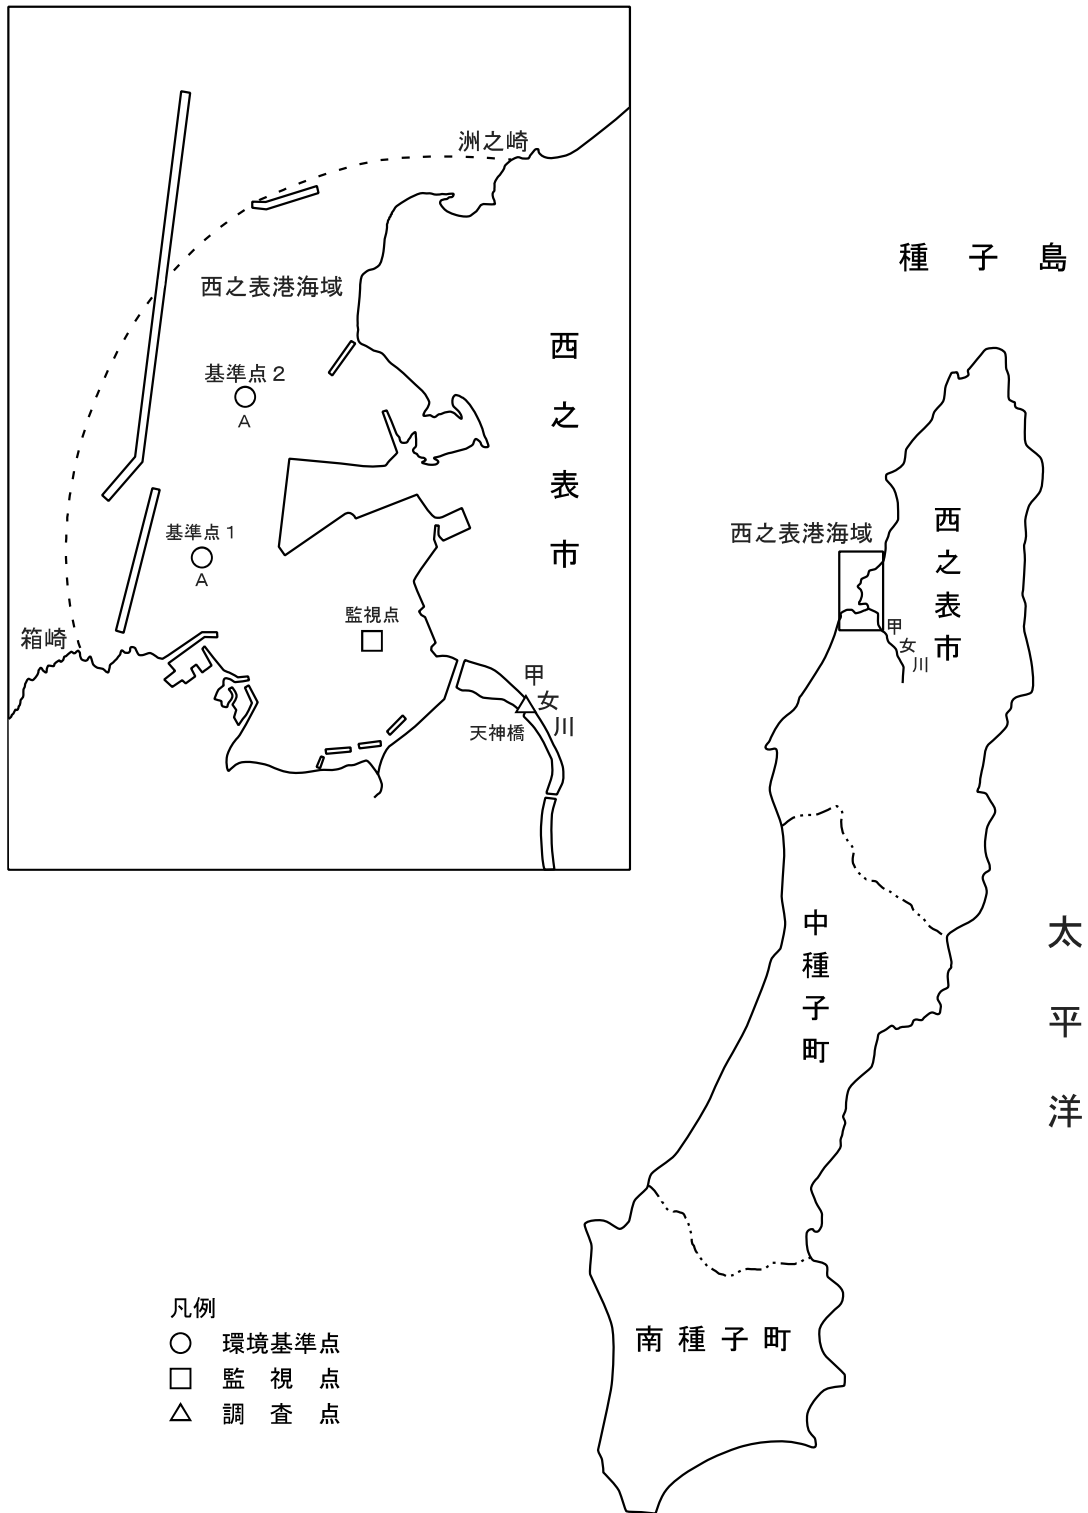 洲之崎
西之表港海域
基準点2
A
基準点1
A
監視点
箱崎
甲女川
天神橋
西之表市
種子島
西之表港海域
西之表市
甲女川
中種子町
太平洋
南種子町
凡例
○ 環境基準点
□ 監視点
△ 調査点